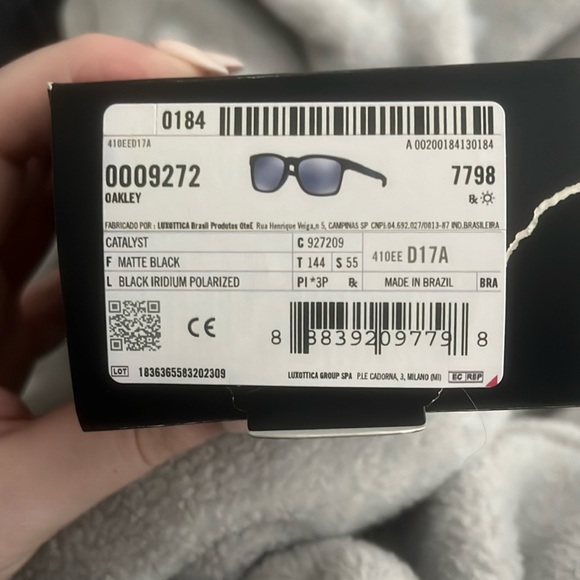 0184
410EED17A
A 00200184130184
0009272
7798
OAKLEY
℞
FABRICADO POR : LUXOTTICA Brasil Produtos OteE Rua Henrique Veiga,n 5, CAMPINAS SP CNPJ:04.692.027/0013-87 IND.BRASILEIRA
CATALYST C 927209
F MATTE BLACK T 144 S 55 410EE D17A
L BLACK IRIDIUM POLARIZED PI *3P ℞ MADE IN BRAZIL BRA
CE
8 8839209779 8
LOT 1836365583202309 LUXOTTICA GROUP SPA P.LE CADORNA, 3, MILANO (MI) EC REP